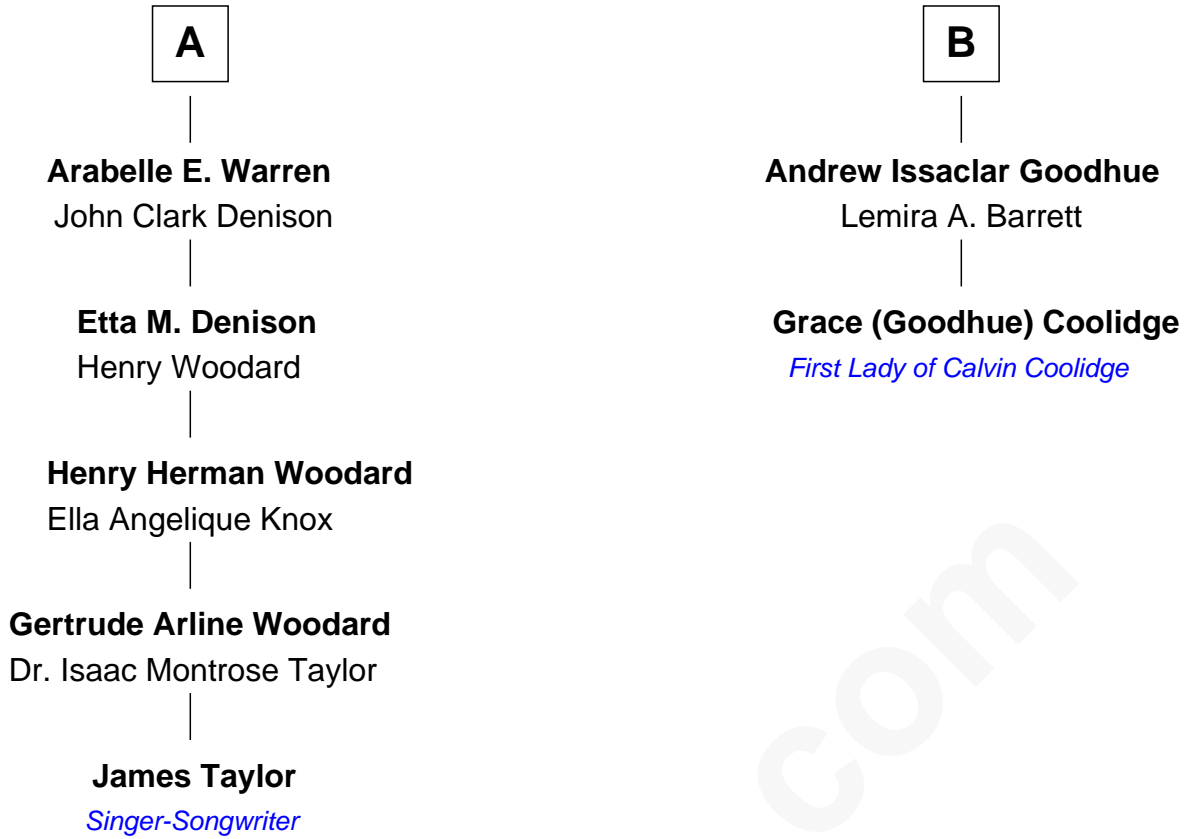 A
Arabelle E. Warren
John Clark Denison
Etta M. Denison
Henry Woodard
Henry Herman Woodard
Ella Angelique Knox
Gertrude Arline Woodard
Dr. Isaac Montrose Taylor
James Taylor
Singer-Songwriter
B
Andrew Issaclar Goodhue
Lemira A. Barrett
Grace (Goodhue) Coolidge
First Lady of Calvin Coolidge
com